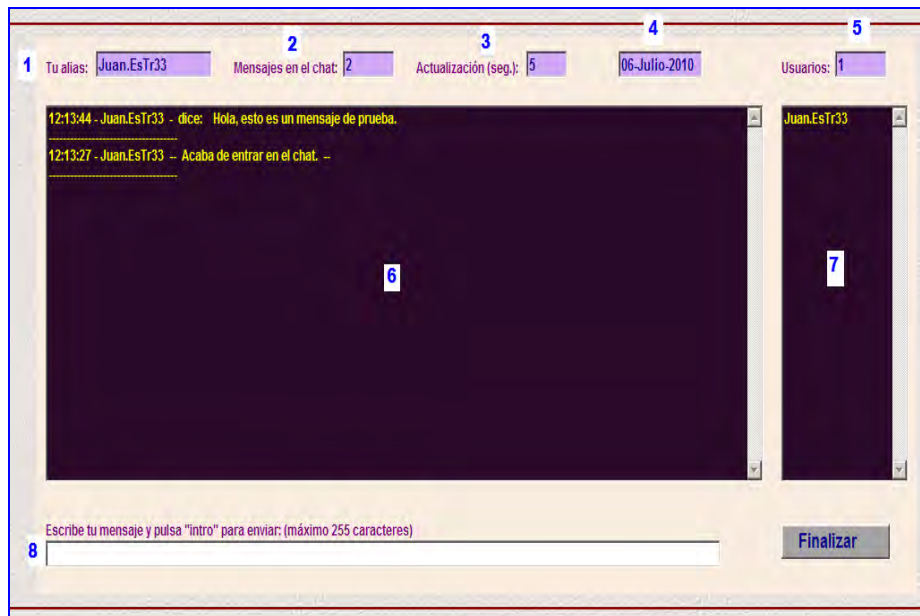 2 3 4 5
1 Tu alias: Juan.EsTr33 Mensajes en el chat: 2 Actualización (seg.): 5 06-Julio-2010 Usuarios: 1
12:13:44 - Juan.EsTr33 - dice: Hola, esto es un mensaje de prueba. Juan.EsTr33
-----------------------------------
12:13:27 - Juan.EsTr33 -- Acaba de entrar en el chat. --
-----------------------------------
6 7
Escribe tu mensaje y pulsa "intro" para enviar: (máximo 255 caracteres)
8 Finalizar